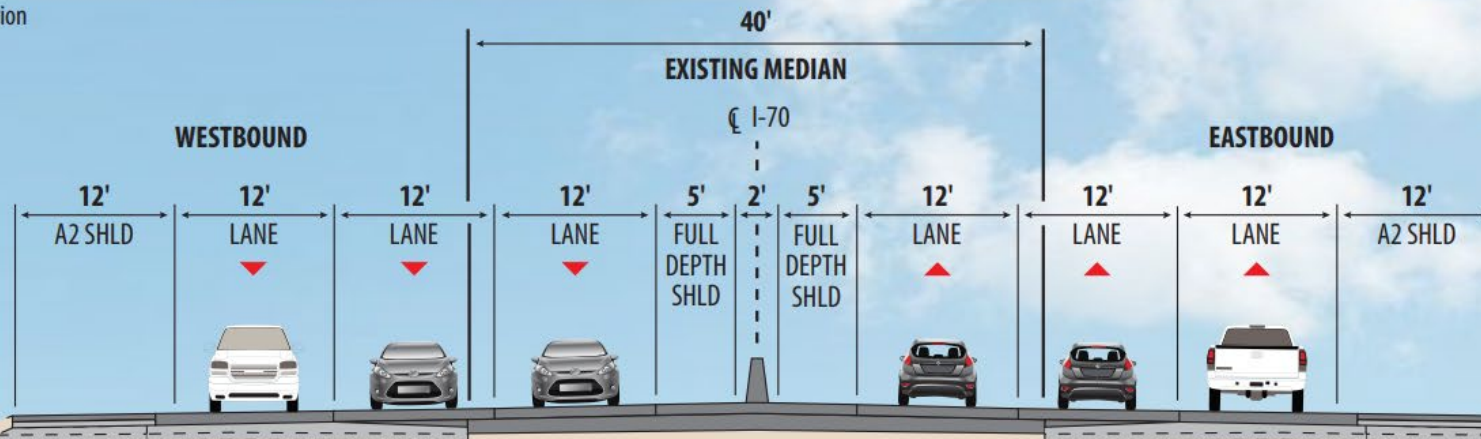 ion
40'
EXISTING MEDIAN
℄ I-70
WESTBOUND
EASTBOUND
12' 12' 12' 12' 5' 2' 5' 12' 12' 12' 12'
A2 SHLD LANE LANE LANE FULL FULL LANE LANE LANE A2 SHLD
DEPTH DEPTH
SHLD SHLD